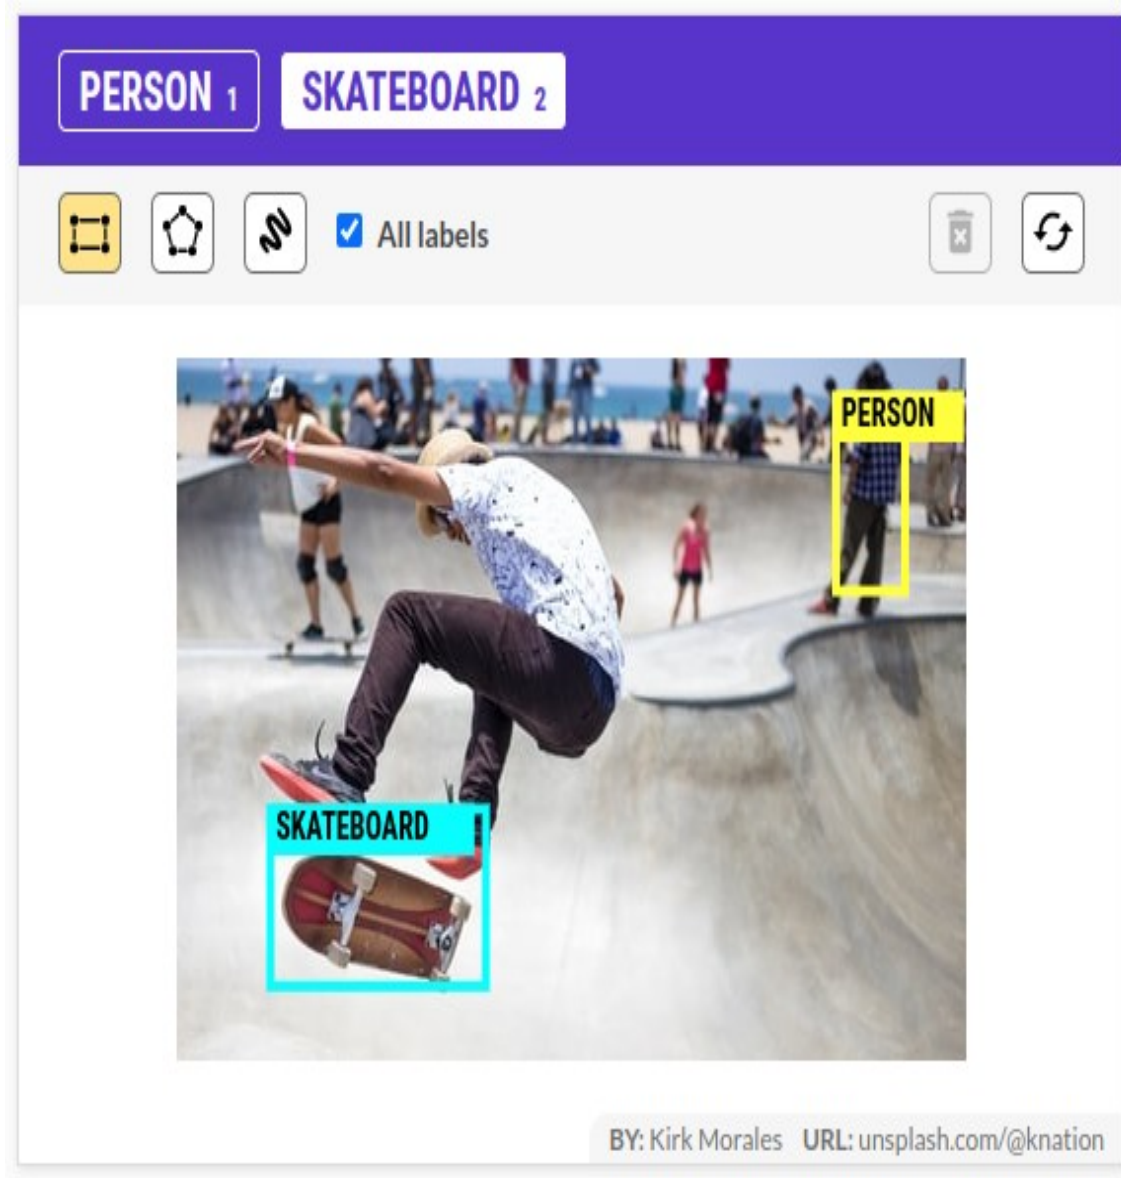 PERSON 1 SKATEBOARD 2
All labels
PERSON
SKATEBOARD
BY: Kirk Morales URL: unsplash.com/@knation